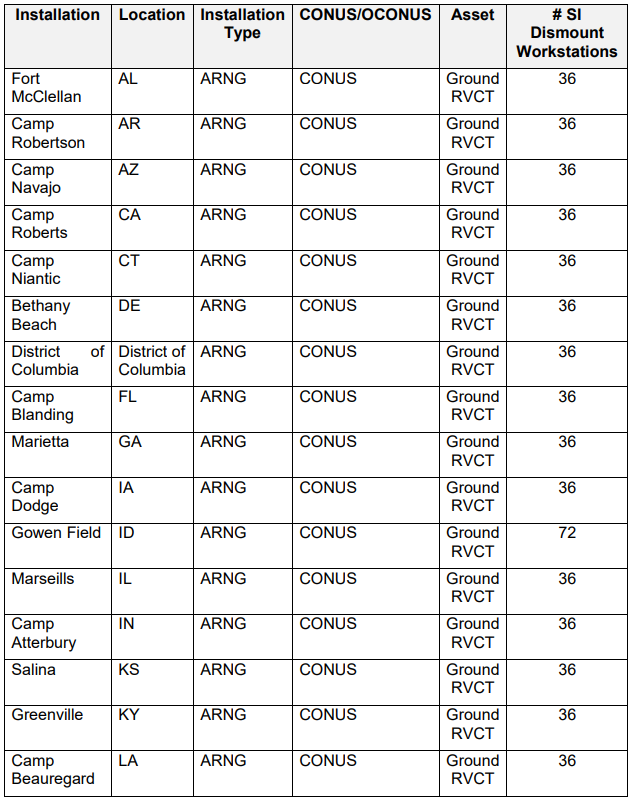 Installation Location Installation Type CONUS/OCONUS Asset # SI Dismount Workstations
Fort McClellan AL ARNG CONUS Ground RVCT 36
Camp Robertson AR ARNG CONUS Ground RVCT 36
Camp Navajo AZ ARNG CONUS Ground RVCT 36
Camp Roberts CA ARNG CONUS Ground RVCT 36
Camp Niantic CT ARNG CONUS Ground RVCT 36
Bethany Beach DE ARNG CONUS Ground RVCT 36
District of Columbia District of Columbia ARNG CONUS Ground RVCT 36
Camp Blanding FL ARNG CONUS Ground RVCT 36
Marietta GA ARNG CONUS Ground RVCT 36
Camp Dodge IA ARNG CONUS Ground RVCT 36
Gowen Field ID ARNG CONUS Ground RVCT 72
Marseills IL ARNG CONUS Ground RVCT 36
Camp Atterbury IN ARNG CONUS Ground RVCT 36
Salina KS ARNG CONUS Ground RVCT 36
Greenville KY ARNG CONUS Ground RVCT 36
Camp Beauregard LA ARNG CONUS Ground RVCT 36